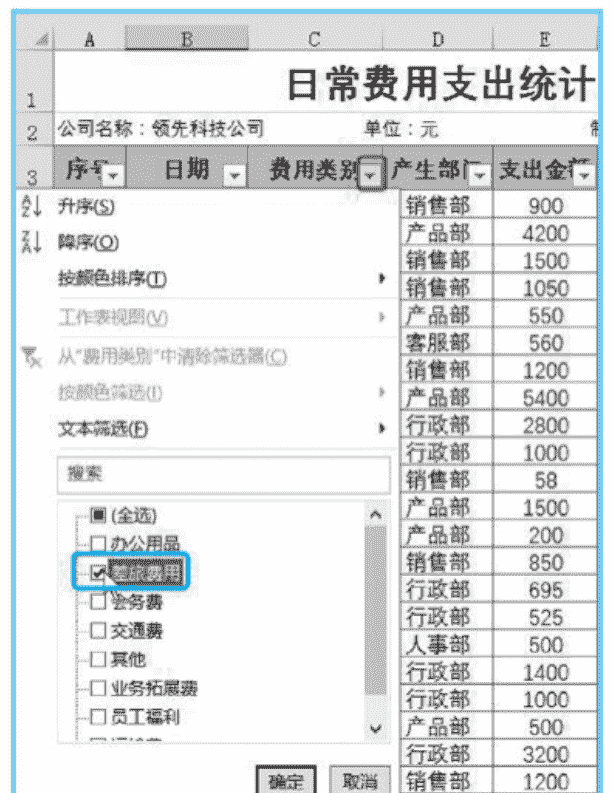 A B C D E
1 日常费用支出统计
2 公司名称：领先科技公司 单位：元
3 序号 日期 费用类别 产生部门 支出金额
升序(S) 销售部 900
产品部 4200
降序(O) 销售部 1500
按颜色排序(T) 销售部 1050
工作表视图(V) 产品部 550
从"费用类别"中清除筛选器(C) 客服部 560
销售部 1200
按颜色筛选(I) 产品部 5400
文本筛选(F) 行政部 2800
行政部 1000
搜索 销售部 58
(全选) 产品部 1500
办公用品 产品部 200
差旅费用 销售部 850
会务费 行政部 695
交通费 行政部 525
其他 人事部 500
业务拓展费 行政部 1400
员工福利 行政部 1000
产品部 500
行政部 3200
确定 取消 销售部 1200